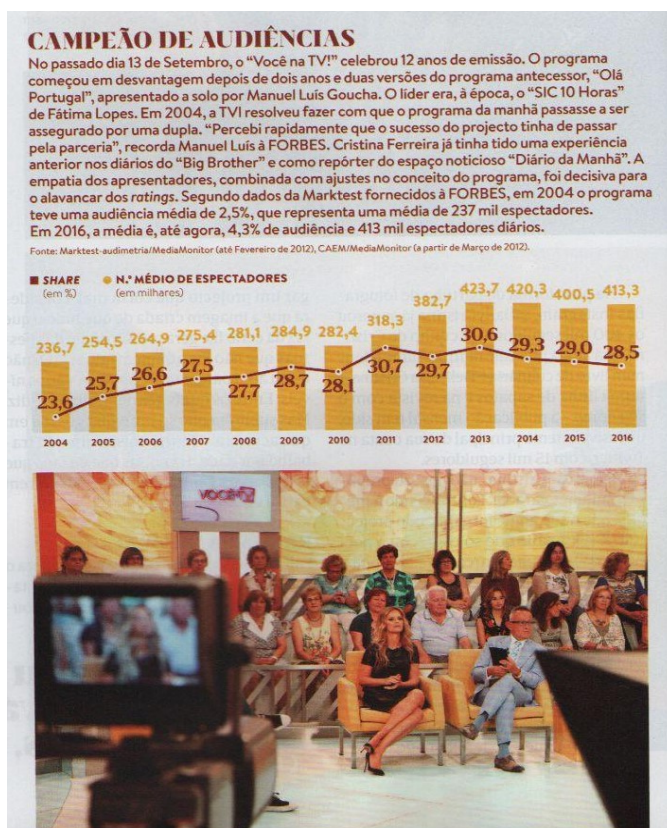 CAMPEÃO DE AUDIÊNCIAS
No passado dia 13 de Setembro, o “Você na TV!” celebrou 12 anos de emissão. O programa
começou em desvantagem depois de dois anos e duas versões do programa antecessor, “Olá
Portugal”, apresentado a solo por Manuel Luís Goucha. O líder era, à época, o “SIC 10 Horas”
de Fátima Lopes. Em 2004, a TVI resolveu fazer com que o programa da manhã passasse a ser
assegurado por uma dupla. “Percebi rapidamente que o sucesso do projecto tinha de passar
pela parceria”, recorda Manuel Luís à FORBES. Cristina Ferreira já tinha tido uma experiência
anterior nos diários do “Big Brother” e como repórter do espaço noticioso “Diário da Manhã”. A
empatia dos apresentadores, combinada com ajustes no conceito do programa, foi decisiva para
o alavancar dos ratings. Segundo dados da Marktest fornecidos à FORBES, em 2004 o programa
teve uma audiência média de 2,5%, que representa uma média de 237 mil espectadores.
Em 2016, a média é, até agora, 4,3% de audiência e 413 mil espectadores diários.
Fonte: Marktest-audimetria/MediaMonitor (até Fevereiro de 2012), CAEM/MediaMonitor (a partir de Março de 2012).
SHARE N.º MÉDIO DE ESPECTADORES
(em %) (em milhares)
236,7 254,5 264,9 275,4 281,1 284,9 282,4 318,3 382,7 423,7 420,3 400,5 413,3
23,6 25,7 26,6 27,5 27,7 28,7 28,1 30,7 29,7 30,6 29,3 29,0 28,5
2004 2005 2006 2007 2008 2009 2010 2011 2012 2013 2014 2015 2016